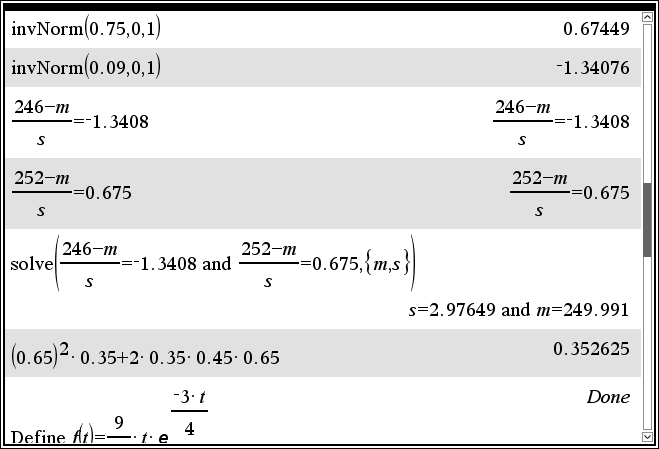 invNorm(0.75,0,1) 0.67449
invNorm(0.09,0,1) -1.34076
(246-m)/s=-1.3408 (246-m)/s=-1.3408
(252-m)/s=0.675 (252-m)/s=0.675
solve((246-m)/s=-1.3408 and (252-m)/s=0.675,{m,s})
s=2.97649 and m=249.991
(0.65)²·0.35+2·0.35·0.45·0.65 0.352625
Done
Define f(t)=9/ ·t·e^(-3·t/4)